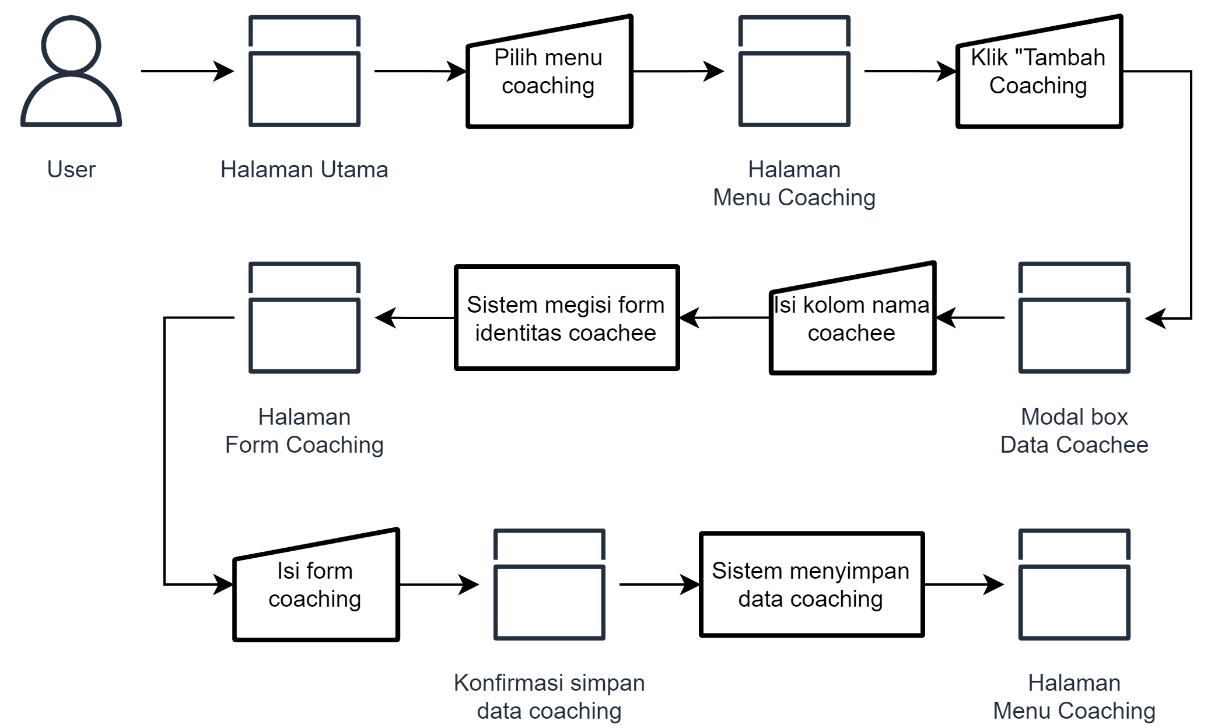 Pilih menu
coaching
Klik "Tambah
Coaching
User
Halaman Utama
Halaman
Menu Coaching
Sistem megisi form
identitas coachee
Isi kolom nama
coachee
Halaman
Form Coaching
Modal box
Data Coachee
Isi form
coaching
Sistem menyimpan
data coaching
Konfirmasi simpan
data coaching
Halaman
Menu Coaching